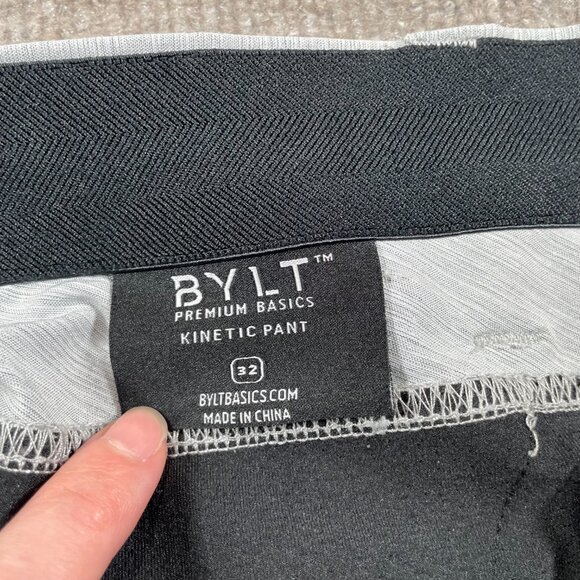 BYLT™
PREMIUM BASICS
KINETIC PANT
32
BYLTBASICS.COM
MADE IN CHINA